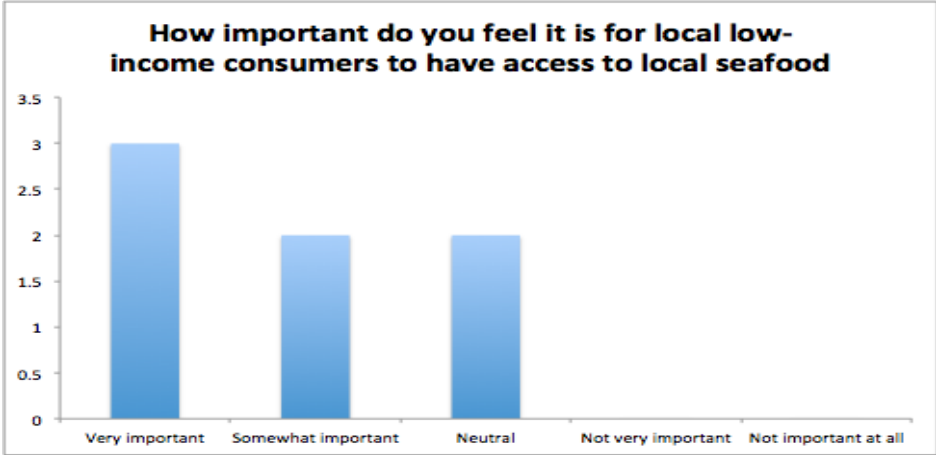 How important do you feel it is for local low-
income consumers to have access to local seafood
3.5
3
2.5
2
1.5
1
0.5
0
Very important Somewhat important Neutral Not very important Not important at all